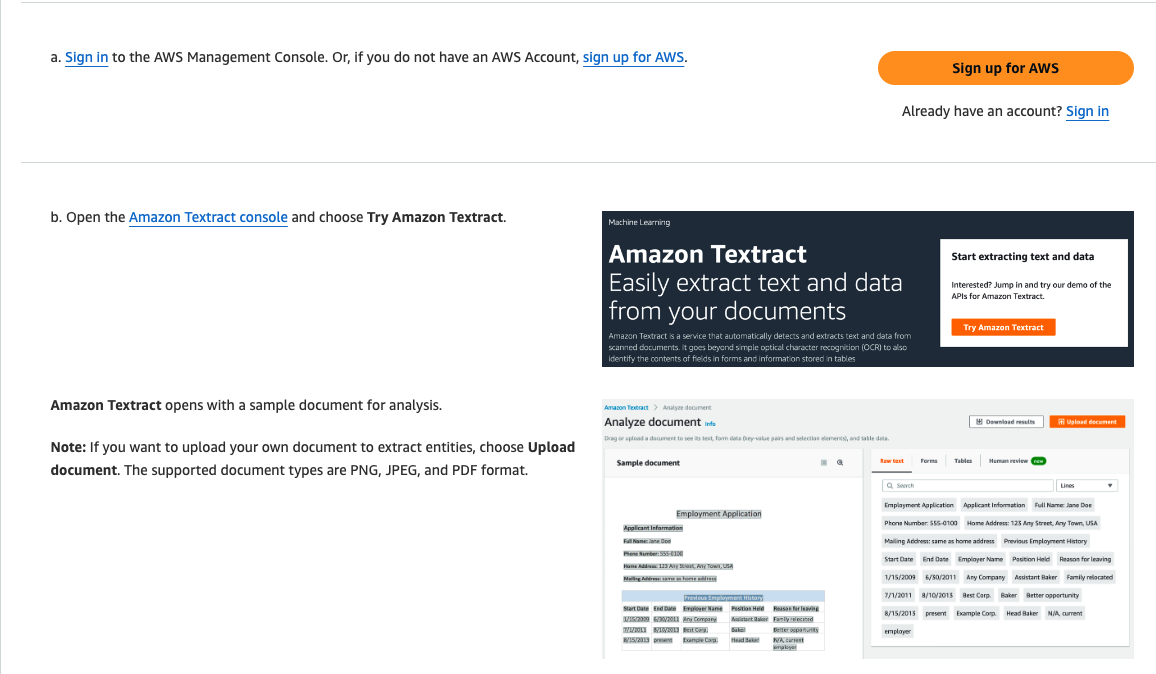 a. Sign in to the AWS Management Console. Or, if you do not have an AWS Account, sign up for AWS.
Sign up for AWS
Already have an account? Sign in
b. Open the Amazon Textract console and choose Try Amazon Textract.
Machine Learning
Amazon Textract
Easily extract text and data
from your documents
Amazon Textract is a service that automatically detects and extracts text and data from
scanned documents. It goes beyond simple optical character recognition (OCR) to also
identify the contents of fields in forms and information stored in tables
Start extracting text and data
Interested? Jump in and try our demo of the
APIs for Amazon Textract.
Try Amazon Textract
Amazon Textract opens with a sample document for analysis.
Note: If you want to upload your own document to extract entities, choose Upload
document. The supported document types are PNG, JPEG, and PDF format.
Amazon Textract > Analyze document
Analyze document Info
Download results
Upload document
Drag or upload a document to see its text, form data (key-value pairs and selection elements), and table data.
Sample document
Employment Application
Applicant Information
Full Name: Jane Doe
Phone Number: 555-0100
Home Address: 123 Any Street, Any Town, USA
Mailing Address: same as home address
Previous Employment History
Start Date End Date Employer Name Position Held Reason for leaving
1/15/2009 6/30/2011 Any Company Assistant Baker Family relocated
7/1/2011 8/10/2013 Best Corp. Baker Better opportunity
8/15/2013 present Example Corp. Head Baker N/A, current
employer
Raw text Forms Tables Human review new
Search
Lines
Employment Application Applicant Information Full Name: Jane Doe
Phone Number: 555-0100 Home Address: 123 Any Street, Any Town, USA
Mailing Address: same as home address Previous Employment History
Start Date End Date Employer Name Position Held Reason for leaving
1/15/2009 6/30/2011 Any Company Assistant Baker Family relocated
7/1/2011 8/10/2013 Best Corp. Baker Better opportunity
8/15/2013 present Example Corp. Head Baker N/A, current
employer